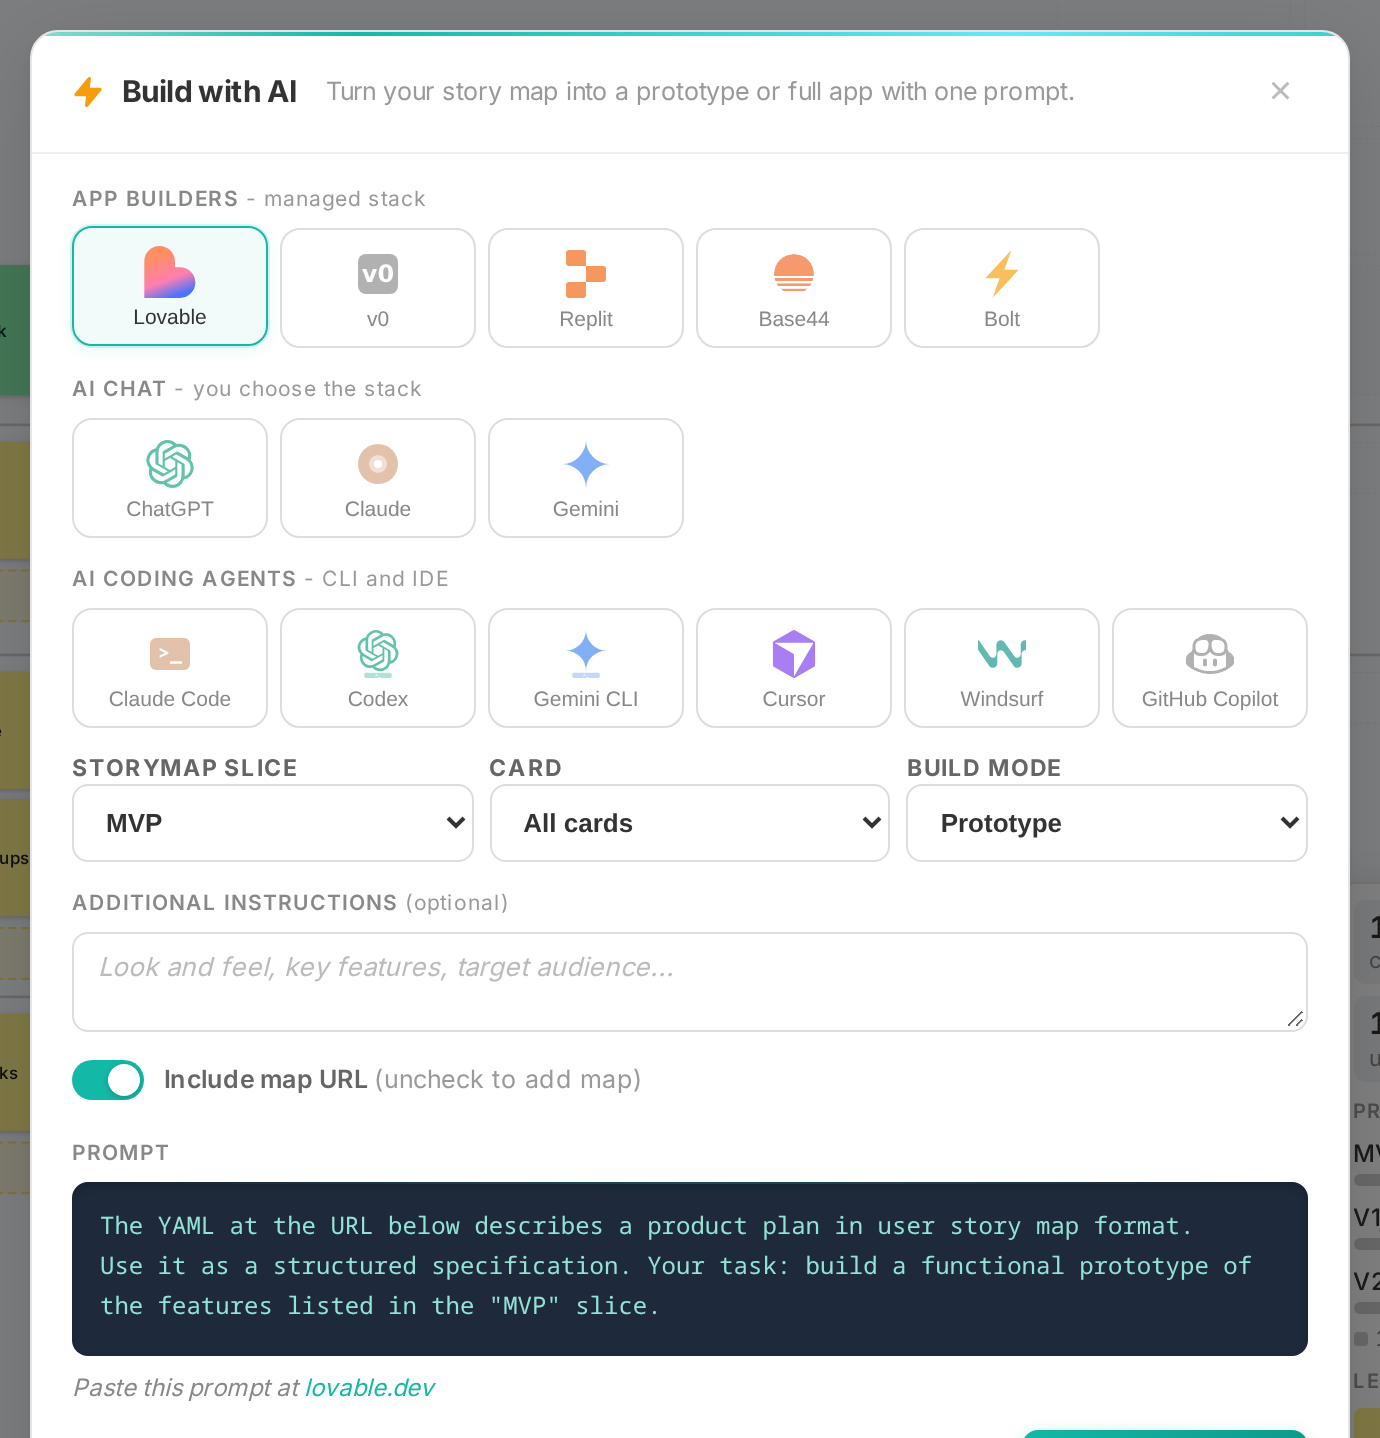 Build with AI Turn your story map into a prototype or full app with one prompt.
APP BUILDERS - managed stack
Lovable
v0
v0
Replit
Base44
Bolt
AI CHAT - you choose the stack
ChatGPT
Claude
Gemini
AI CODING AGENTS - CLI and IDE
>_
Claude Code
Codex
Gemini CLI
Cursor
Windsurf
GitHub Copilot
STORYMAP SLICE CARD BUILD MODE
MVP All cards Prototype
ADDITIONAL INSTRUCTIONS (optional)
Look and feel, key features, target audience...
Include map URL (uncheck to add map)
PROMPT
The YAML at the URL below describes a product plan in user story map format.
Use it as a structured specification. Your task: build a functional prototype of
the features listed in the "MVP" slice.
Paste this prompt at lovable.dev
ups
ks
V1
V2